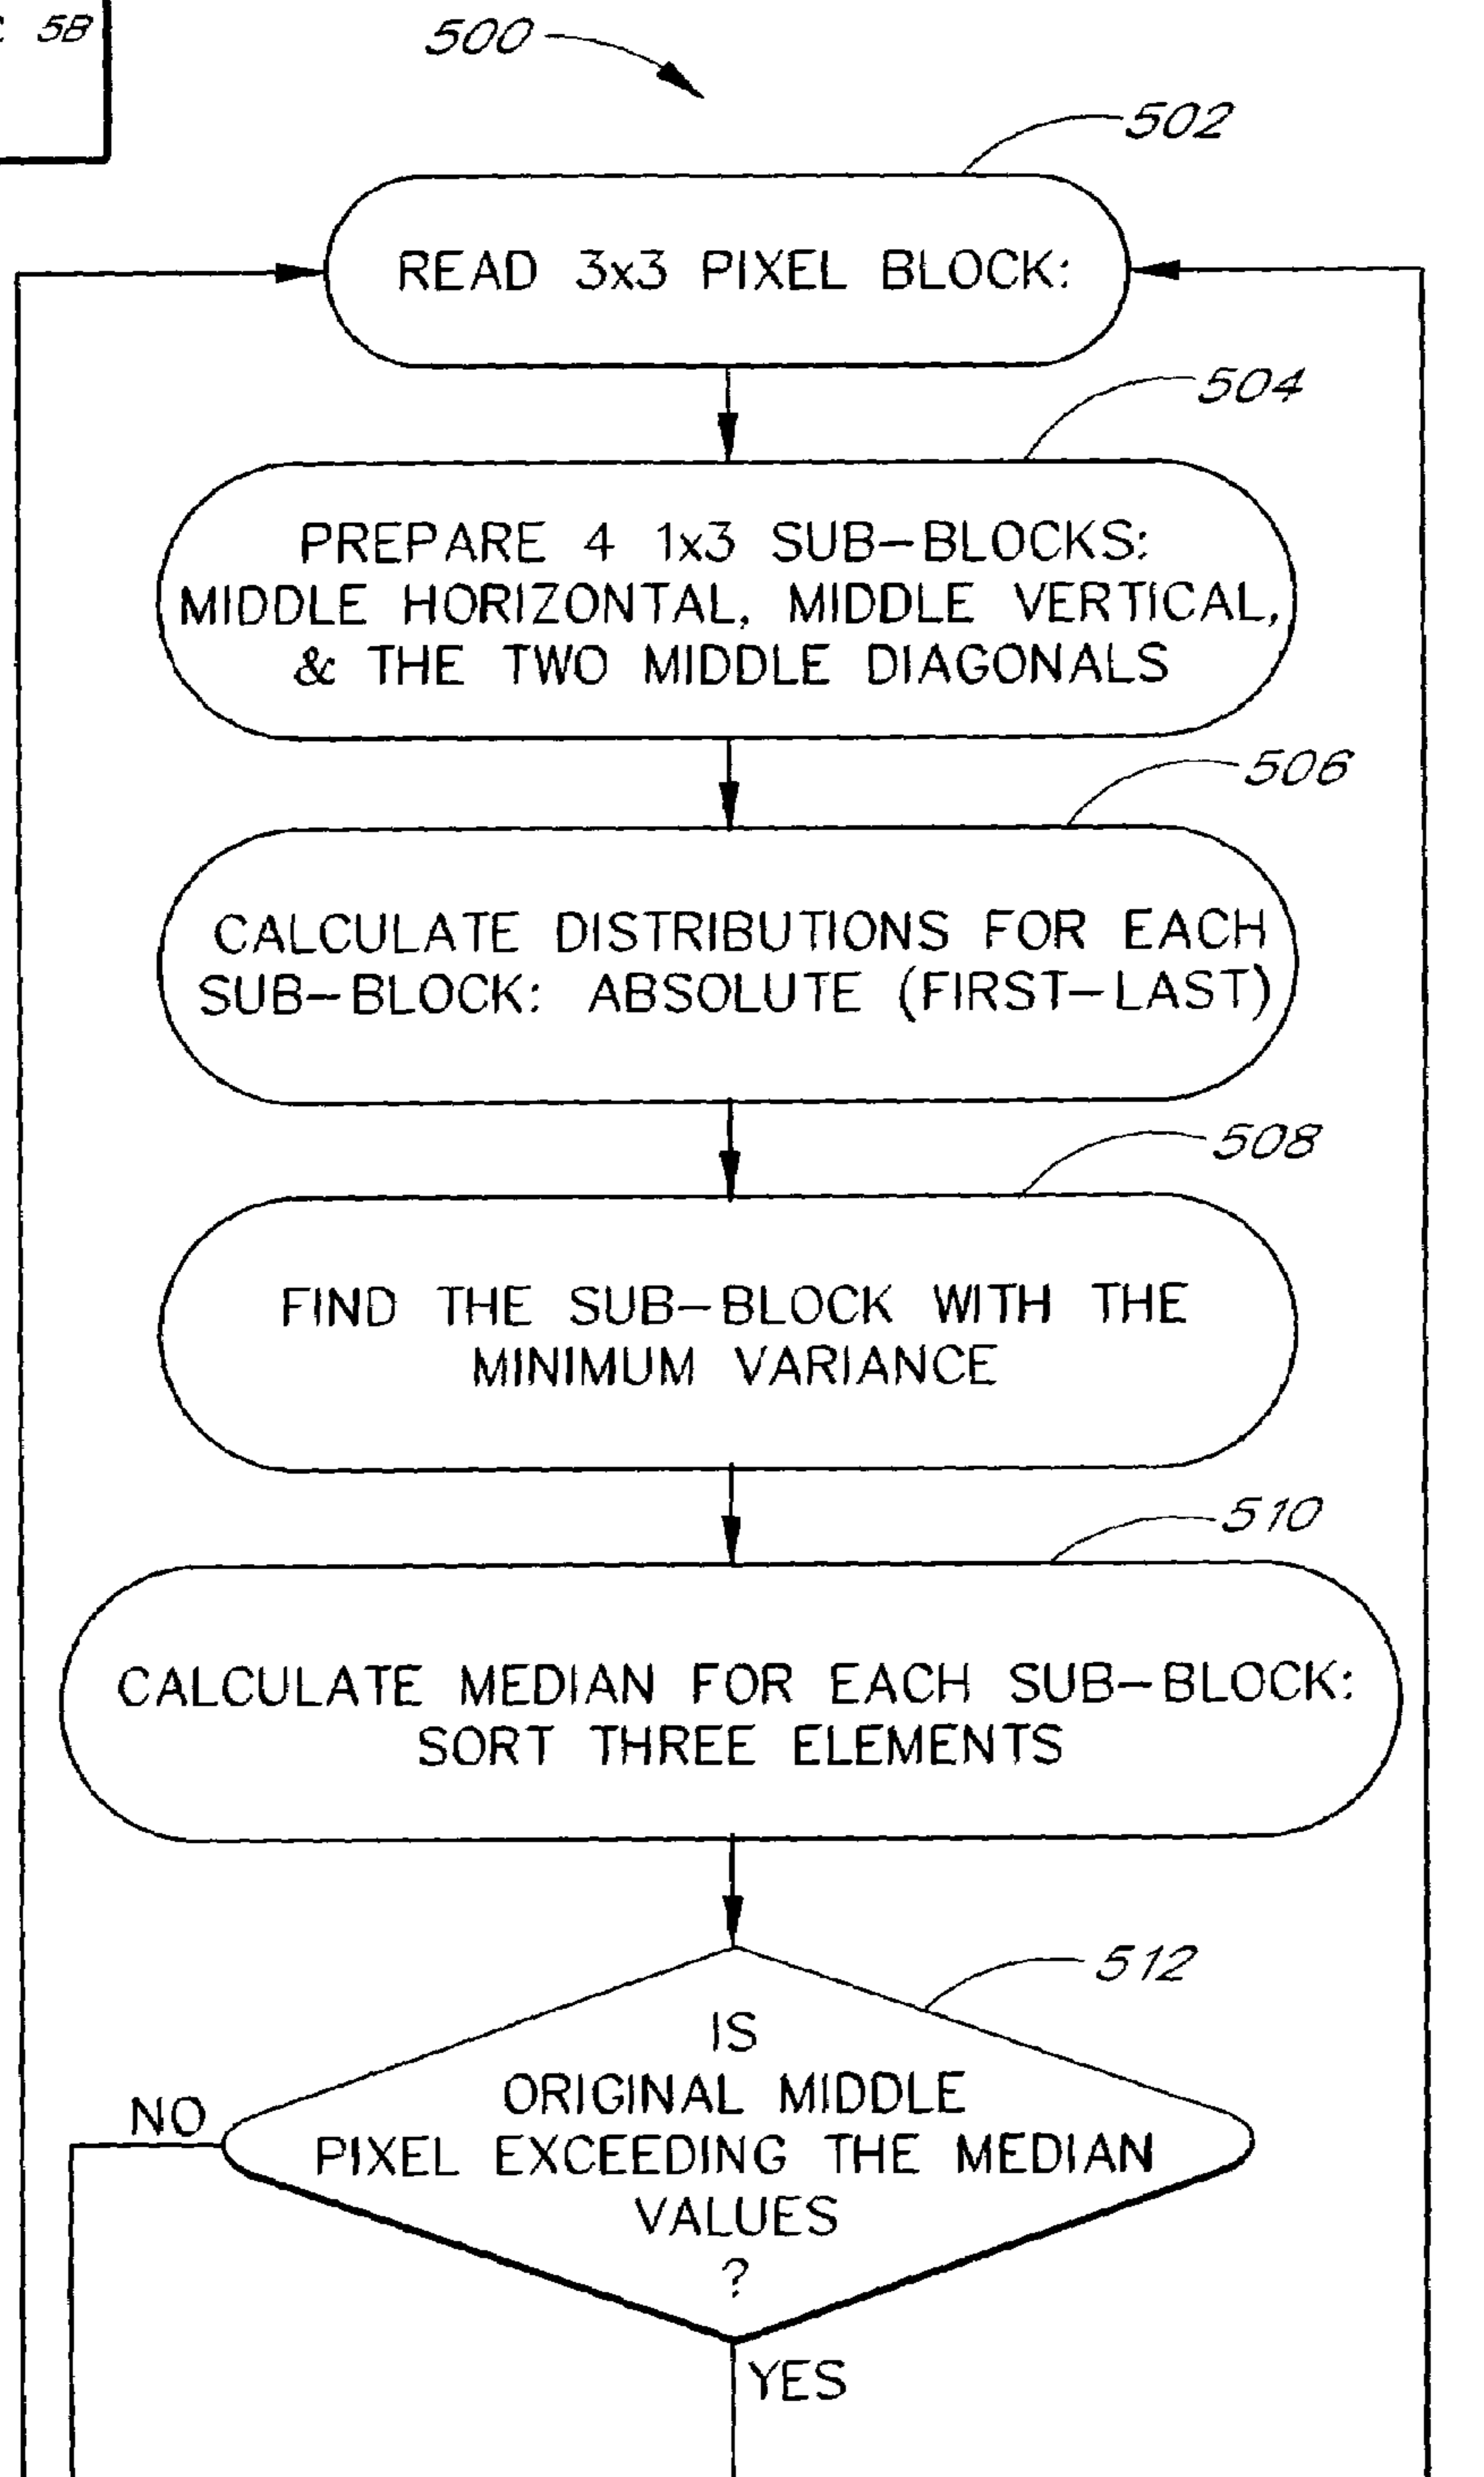 5B
500
502
READ 3x3 PIXEL BLOCK:
504
PREPARE 4 1x3 SUB-BLOCKS:
MIDDLE HORIZONTAL, MIDDLE VERTICAL,
& THE TWO MIDDLE DIAGONALS
506
CALCULATE DISTRIBUTIONS FOR EACH
SUB-BLOCK: ABSOLUTE (FIRST-LAST)
508
FIND THE SUB-BLOCK WITH THE
MINIMUM VARIANCE
510
CALCULATE MEDIAN FOR EACH SUB-BLOCK:
SORT THREE ELEMENTS
512
IS
ORIGINAL MIDDLE
PIXEL EXCEEDING THE MEDIAN
VALUES
?
NO
YES